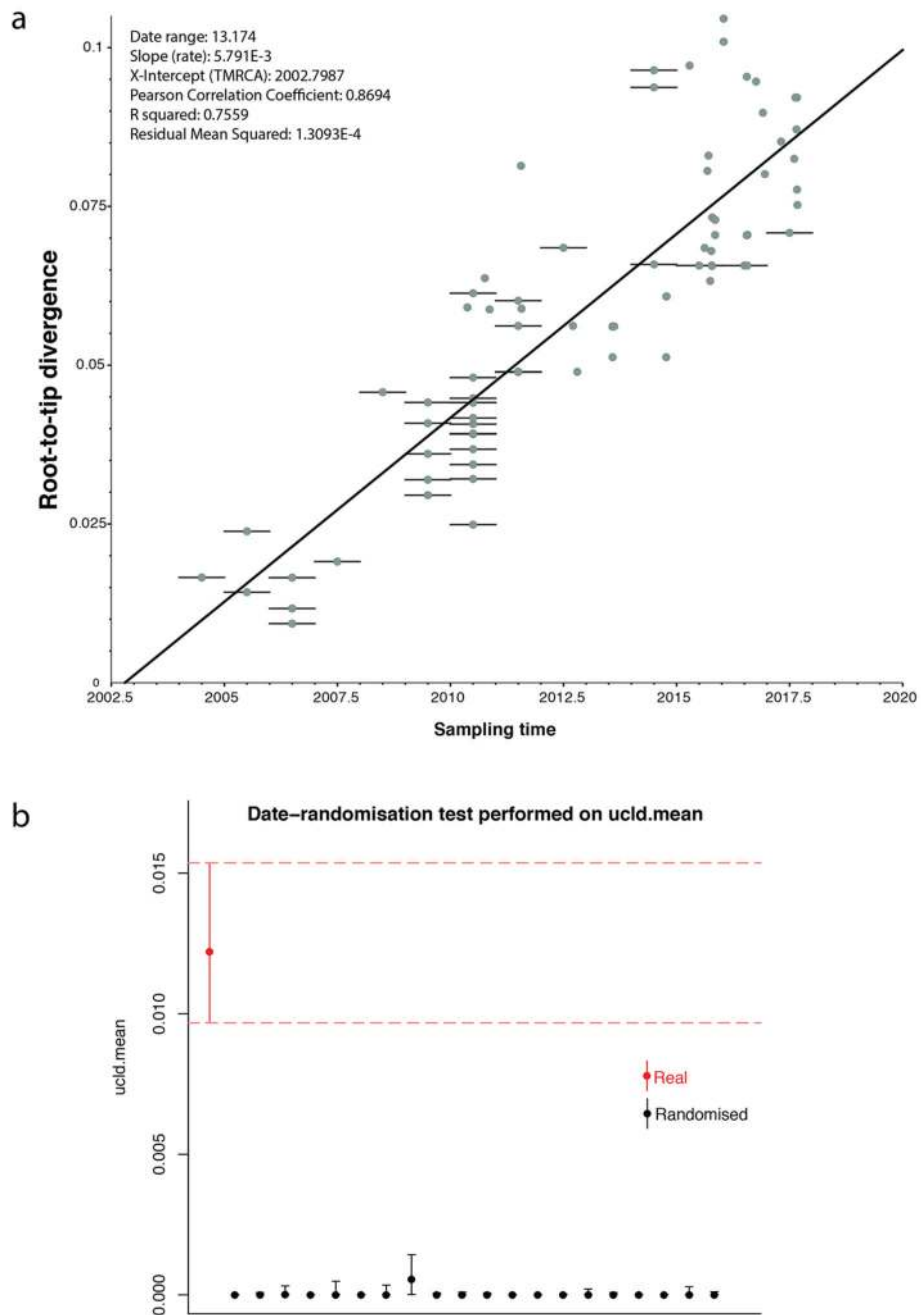 a
Date range: 13.174
Slope (rate): 5.791E-3
X-Intercept (TMRCA): 2002.7987
Pearson Correlation Coefficient: 0.8694
R squared: 0.7559
Residual Mean Squared: 1.3093E-4
0.1
0.075
0.05
0.025
0
Root-to-tip divergence
2002.5 2005 2007.5 2010 2012.5 2015 2017.5 2020
Sampling time
b
Date–randomisation test performed on ucld.mean
0.015
0.010
0.005
0.000
ucld.mean
Real
Randomised